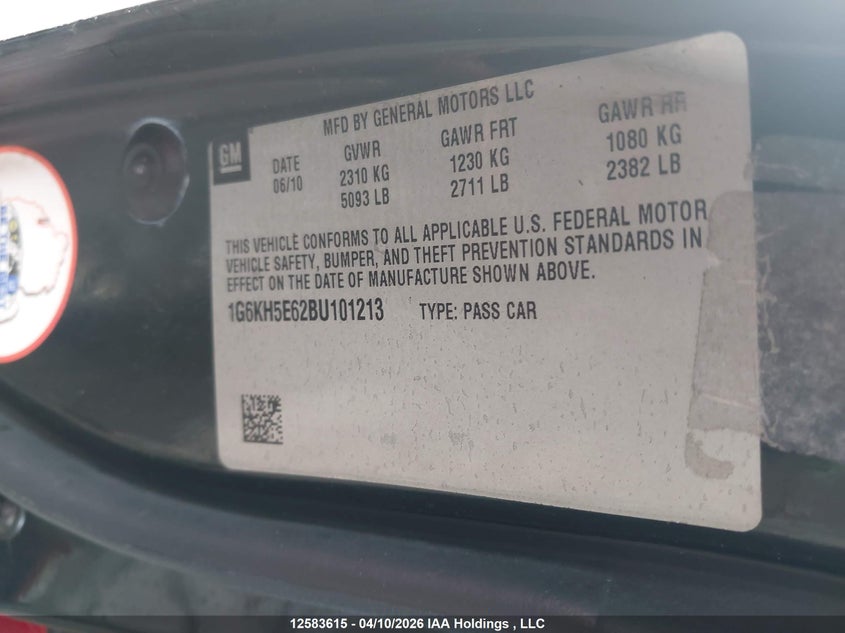 MFD BY GENERAL MOTORS LLC
GM
DATE
06/10
GVWR
2310 KG
5093 LB
GAWR FRT
1230 KG
2711 LB
GAWR RR
1080 KG
2382 LB
THIS VEHICLE CONFORMS TO ALL APPLICABLE U.S. FEDERAL MOTOR
VEHICLE SAFETY, BUMPER, AND THEFT PREVENTION STANDARDS IN
EFFECT ON THE DATE OF MANUFACTURE SHOWN ABOVE.
1G6KH5E62BU101213 TYPE: PASS CAR
12583615 - 04/10/2026 IAA Holdings , LLC